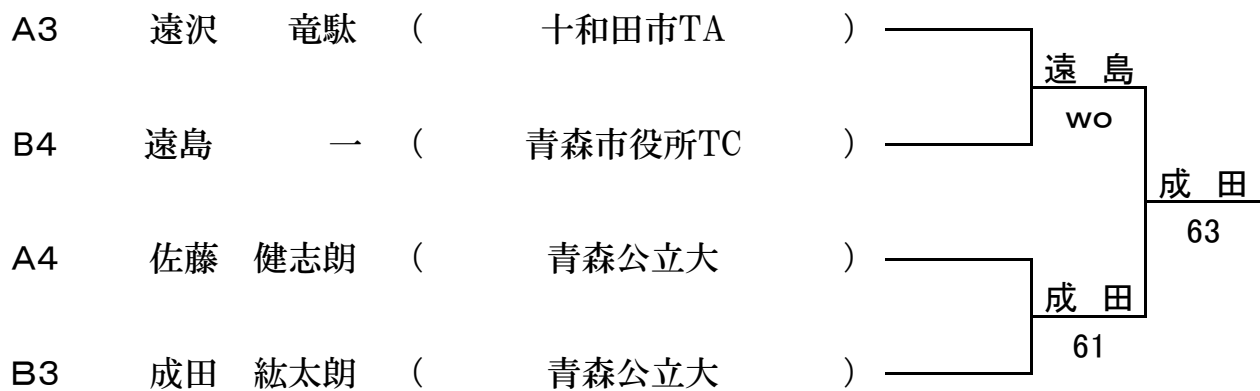 A3 遠沢 竜駄 ( 十和田市TA )
遠 島
wo
B4 遠島 一 ( 青森市役所TC )
成 田
63
A4 佐藤 健志朗 ( 青森公立大 )
成 田
61
B3 成田 紘太朗 ( 青森公立大 )